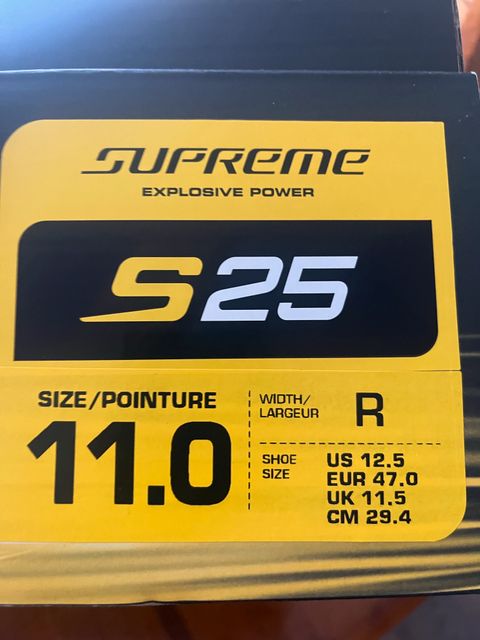 SUPREME
EXPLOSIVE POWER
S25
SIZE/POINTURE
11.0
WIDTH/
LARGEUR
R
SHOE
SIZE
US 12.5
EUR 47.0
UK 11.5
CM 29.4